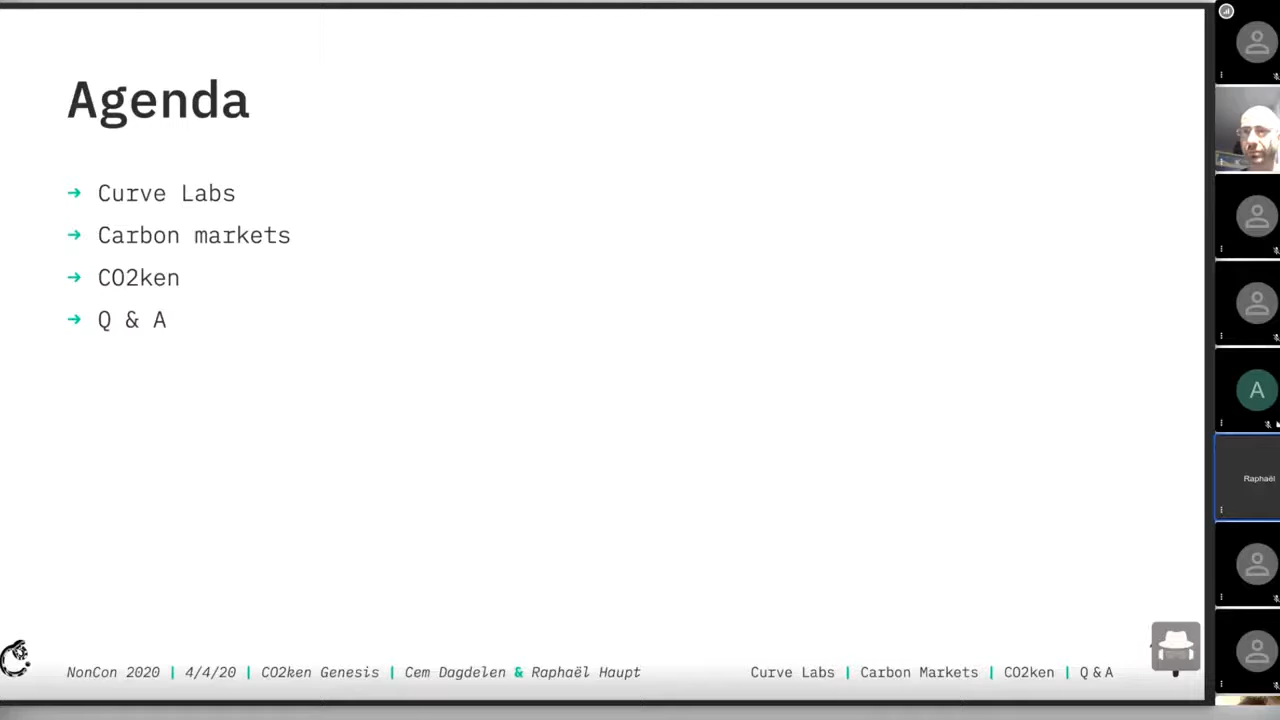 Agenda
→ Curve Labs
→ Carbon markets
→ CO2ken
→ Q & A
A
Raphaël
NonCon 2020 | 4/4/20 | CO2ken Genesis | Cem Dagdelen & Raphaël Haupt
Curve Labs | Carbon Markets | CO2ken | Q & A